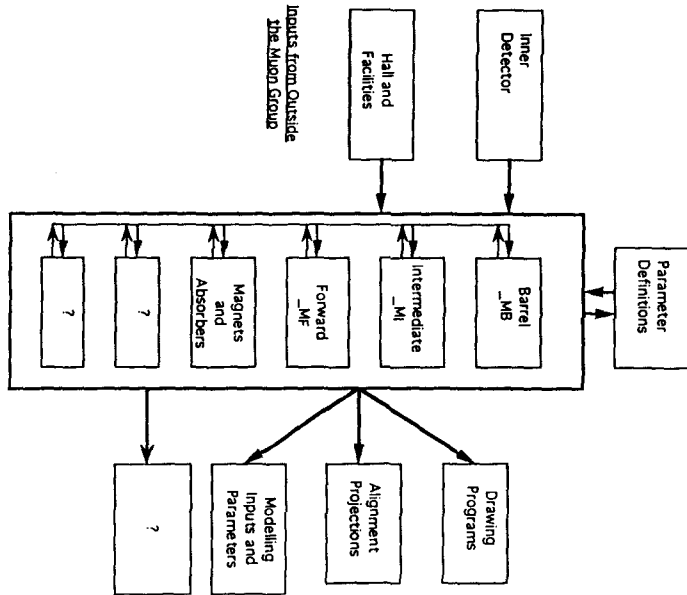 Parameter
Definitions
Inner
Detector
Hall and
Facilities
Inputs from Outside
the Muon Group
Barrel
_MB
Intermediate
_MI
Forward
_MF
Magnets
and
Absorbers
?
?
Drawing
Programs
Alignment
Projections
Modelling
Inputs and
Parameters
?